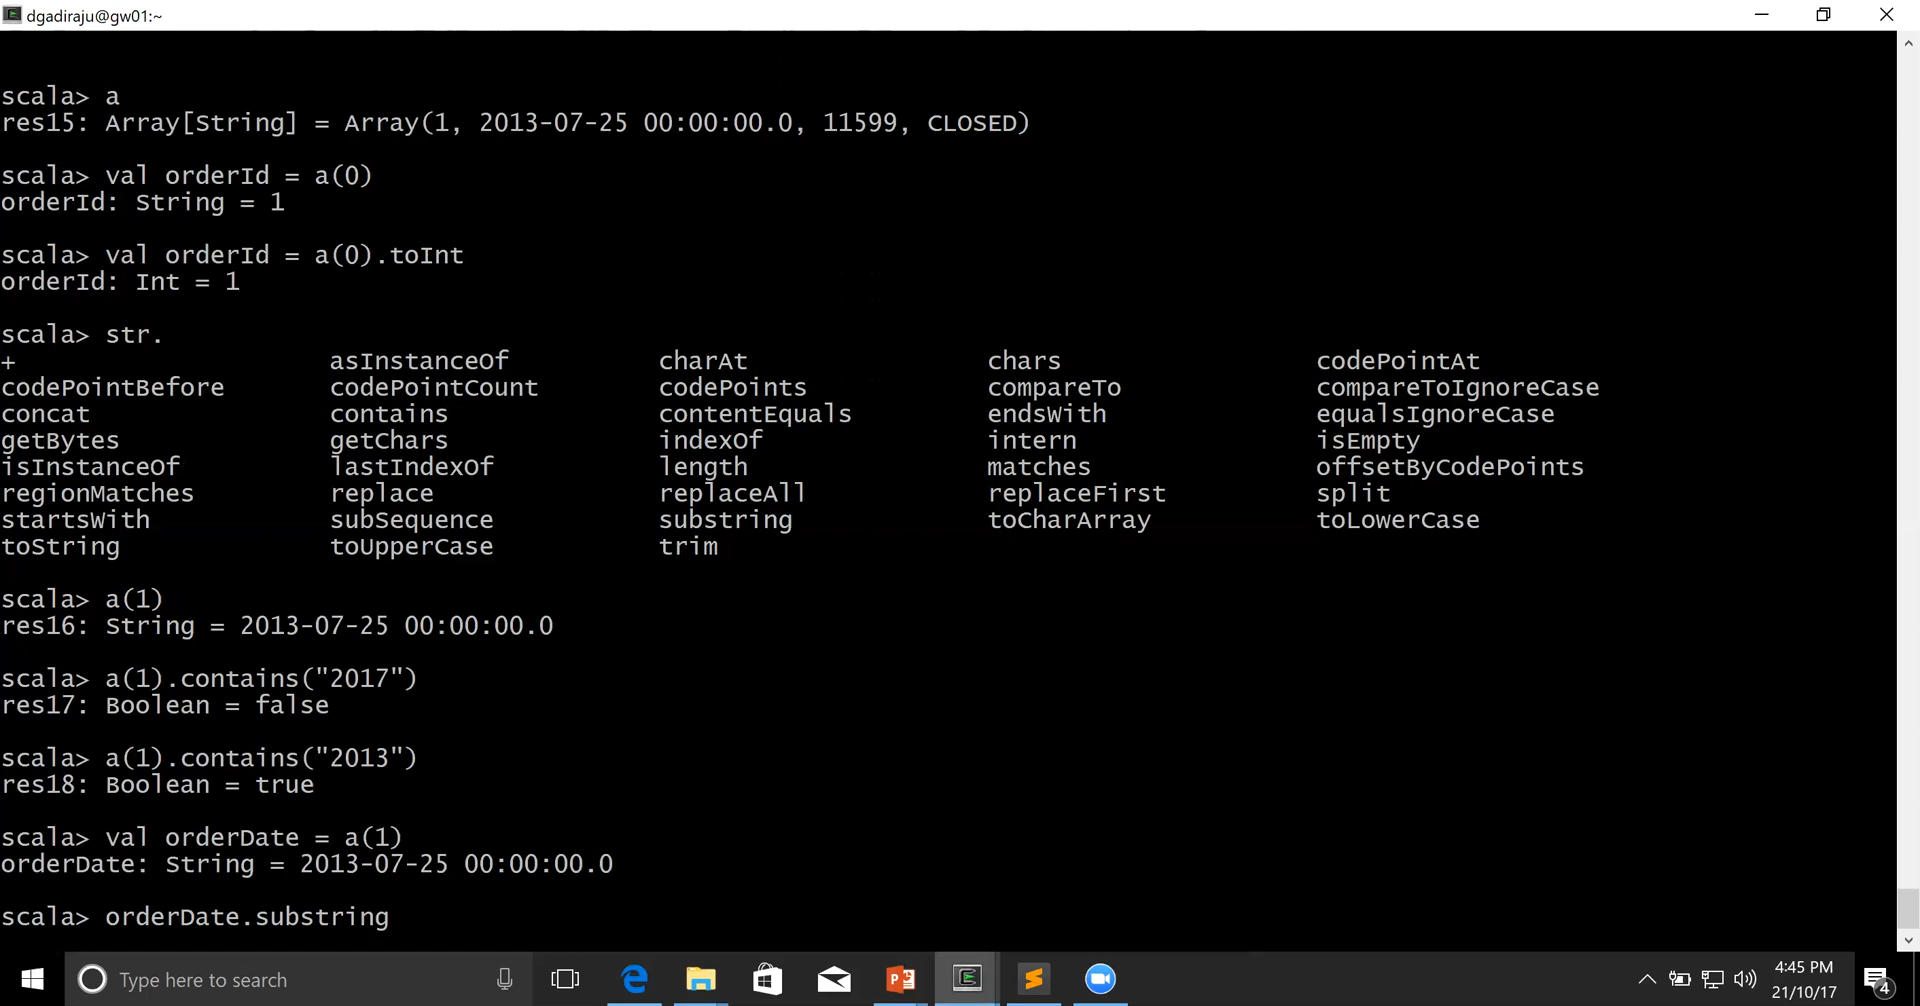 dgadiraju@gw01:~
scala> a
res15: Array[String] = Array(1, 2013-07-25 00:00:00.0, 11599, CLOSED)
scala> val orderId = a(0)
orderId: String = 1
scala> val orderId = a(0).toInt
orderId: Int = 1
scala> str.
+ asInstanceOf charAt chars codePointAt
codePointBefore codePointCount codePoints compareTo compareToIgnoreCase
concat contains contentEquals endsWith equalsIgnoreCase
getBytes getChars indexOf intern isEmpty
isInstanceOf lastIndexOf length matches offsetByCodePoints
regionMatches replace replaceAll replaceFirst split
startsWith subSequence substring toCharArray toLowerCase
toString toUpperCase trim
scala> a(1)
res16: String = 2013-07-25 00:00:00.0
scala> a(1).contains("2017")
res17: Boolean = false
scala> a(1).contains("2013")
res18: Boolean = true
scala> val orderDate = a(1)
orderDate: String = 2013-07-25 00:00:00.0
scala> orderDate.substring
Type here to search
4:45 PM
21/10/17
4